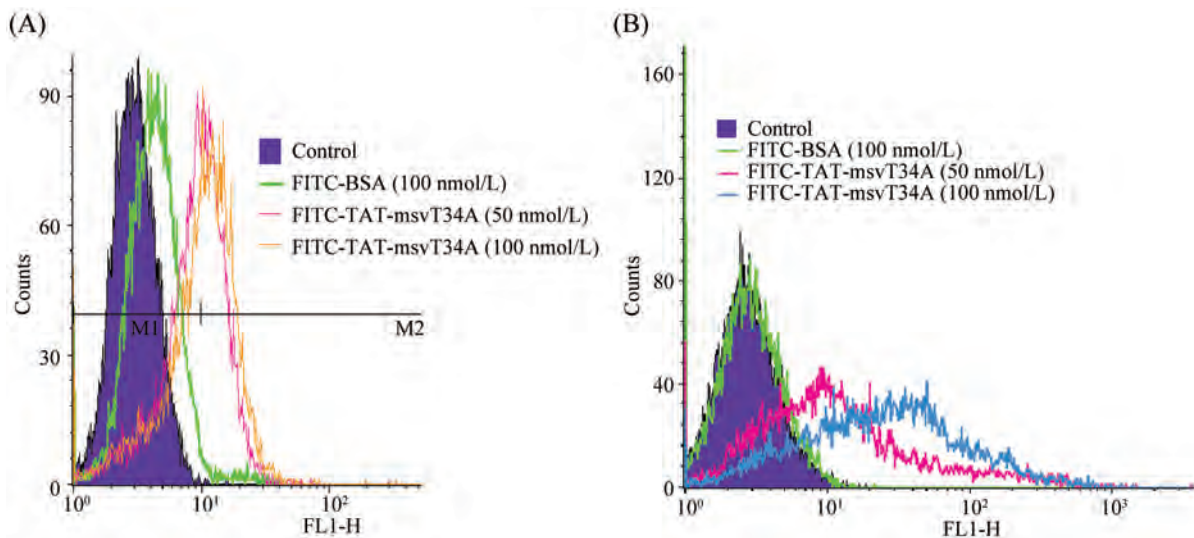 (A)
90
60
30
0
Counts
Control
FITC-BSA (100 nmol/L)
FITC-TAT-msvT34A (50 nmol/L)
FITC-TAT-msvT34A (100 nmol/L)
M1
M2
10⁰
10¹
10²
FL1-H
(B)
160
120
80
40
0
Counts
Control
FITC-BSA (100 nmol/L)
FITC-TAT-msvT34A (50 nmol/L)
FITC-TAT-msvT34A (100 nmol/L)
10⁰
10¹
10²
10³
FL1-H